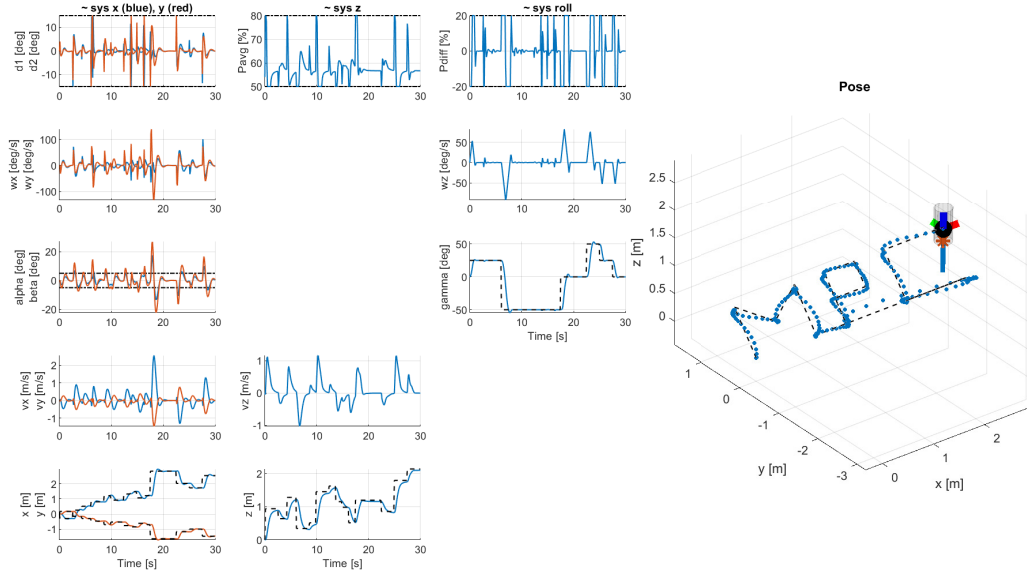 ~ sys x (blue), y (red)
~ sys z
~ sys roll
d1 [deg]
d2 [deg]
10
0
-10
0 10 20 30
Pavg [%]
80
70
60
50
0 10 20 30
Pdiff [%]
20
0
-20
0 10 20 30
Pose
wx [deg/s]
wy [deg/s]
100
0
-100
0 10 20 30
wz [deg/s]
50
0
-50
0 10 20 30
alpha [deg]
beta [deg]
20
0
-20
0 10 20 30
gamma [deg]
50
0
-50
0 10 20 30
Time [s]
vx [m/s]
vy [m/s]
2
1
0
-1
0 10 20 30
vz [m/s]
1
0
-1
0 10 20 30
x [m]
y [m]
2
1
0
-1
0 10 20 30
Time [s]
z [m]
2
1
0
0 10 20 30
Time [s]
z [m]
2.5
2
1.5
1
0.5
0
1
0
-1
-2
-3
y [m]
0
1
2
x [m]